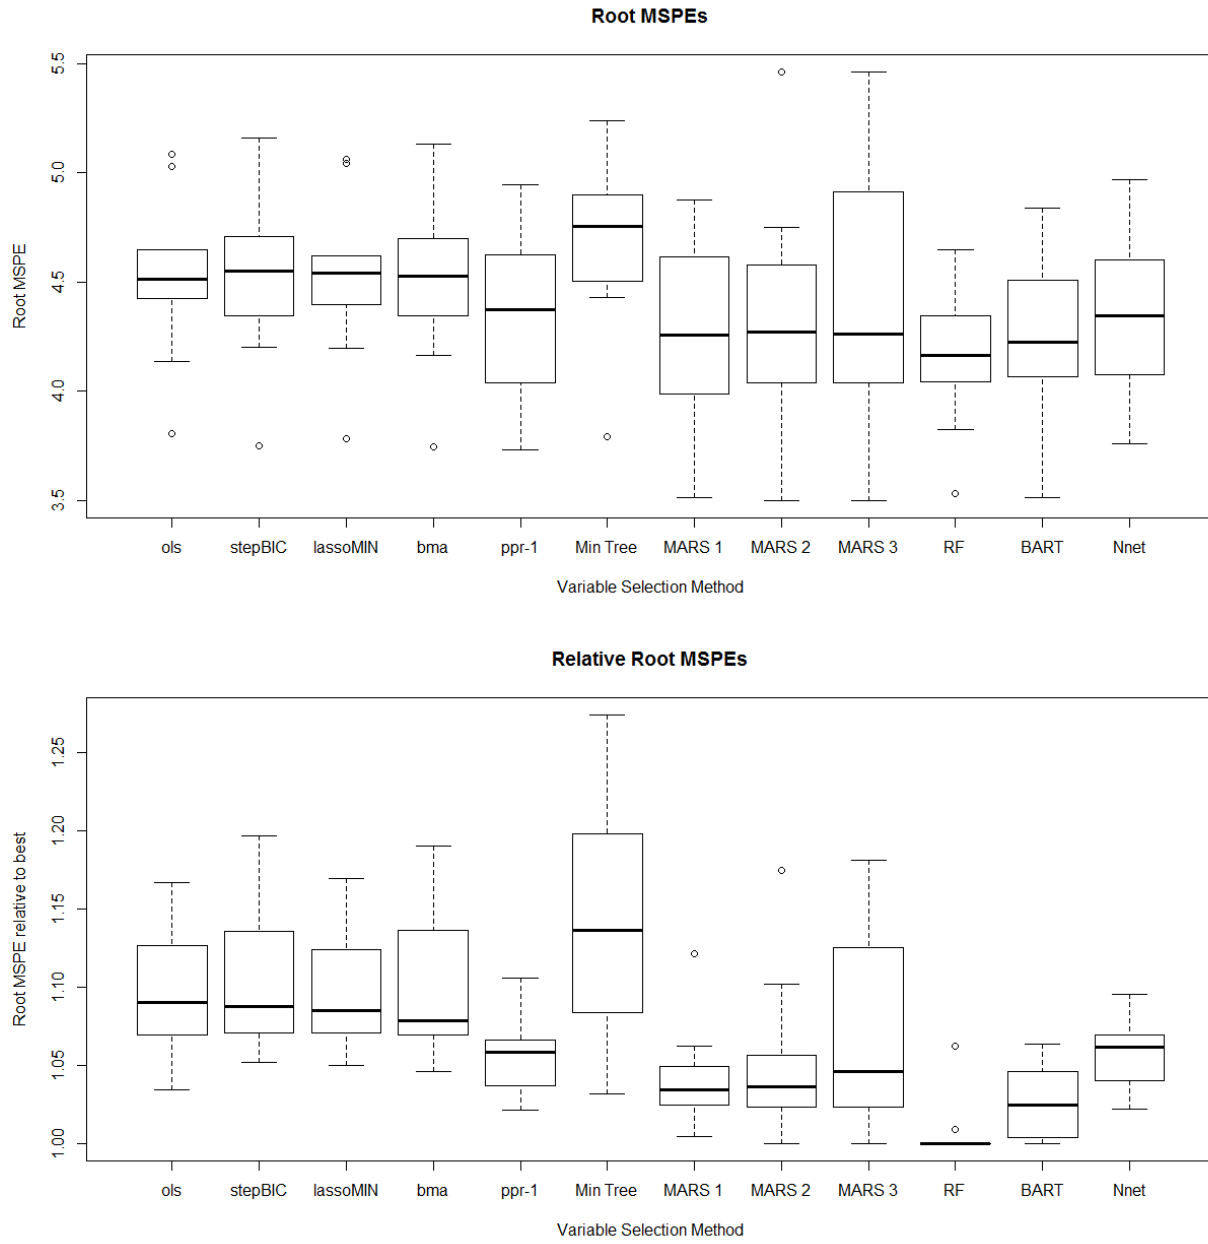 Root MSPEs
Root MSPE
5.5
5.0
4.5
4.0
3.5
ols stepBIC lassoMIN bma ppr-1 Min Tree MARS 1 MARS 2 MARS 3 RF BART Nnet
Variable Selection Method
Relative Root MSPEs
Root MSPE relative to best
1.25
1.20
1.15
1.10
1.05
1.00
ols stepBIC lassoMIN bma ppr-1 Min Tree MARS 1 MARS 2 MARS 3 RF BART Nnet
Variable Selection Method